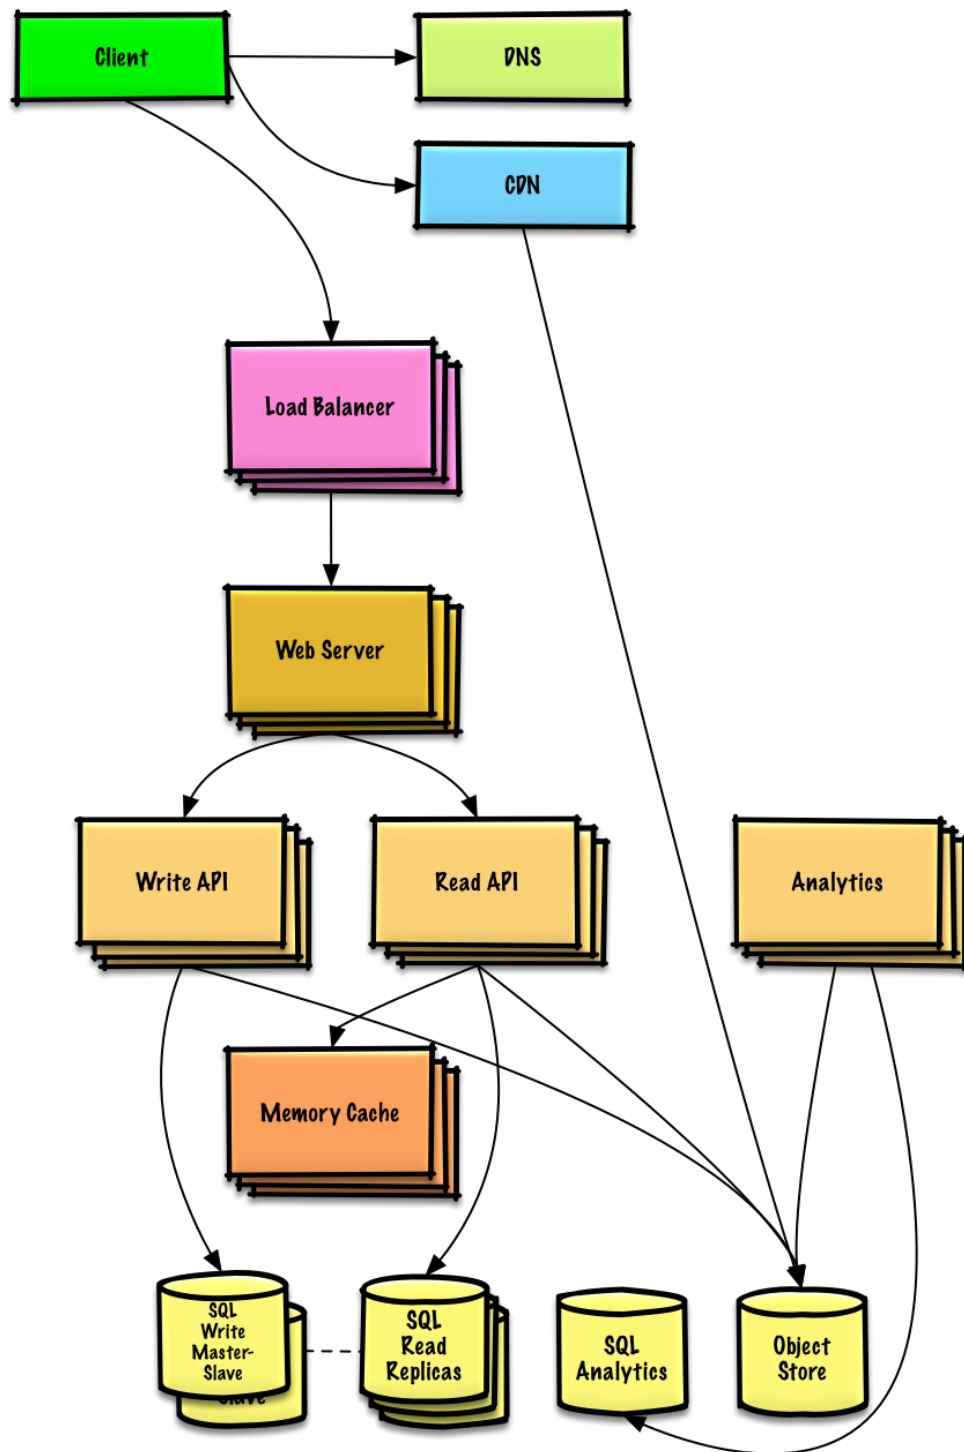 Client
DNS
CDN
Load Balancer
Web Server
Write API
Read API
Analytics
Memory Cache
SQL
Write
Master-
Slave
Slave
SQL
Read
Replicas
SQL
Analytics
Object
Store